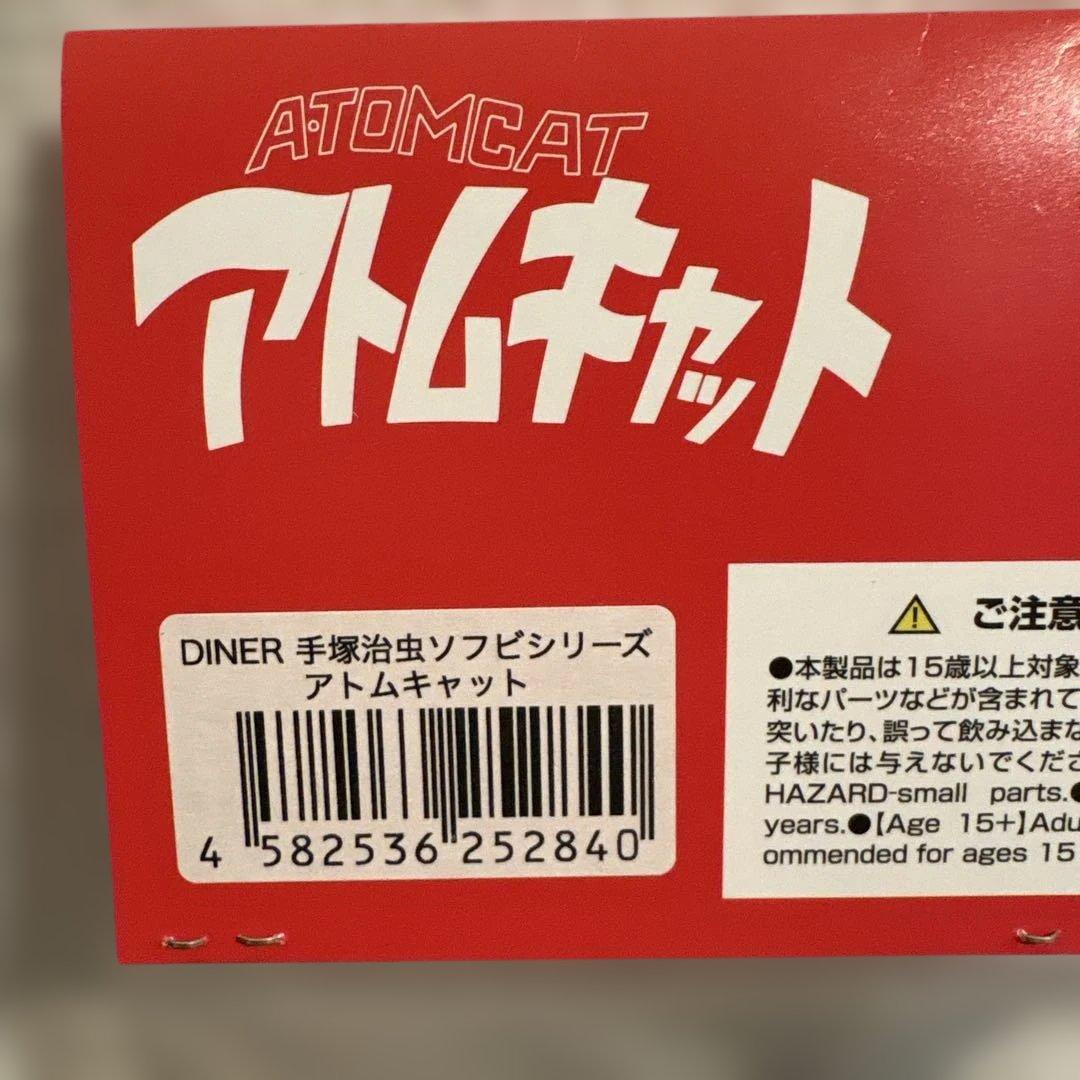 ATOMCAT
アトムキャット
DINER 手塚治虫ソフビシリーズ
アトムキャット
4 582536 252840
ご注意
●本製品は15歳以上対象
利なパーツなどが含まれて
突いたり、誤って飲み込まな
子様には与えないでくださ
HAZARD-small parts.●
years.●【Age 15+】Adu
ommended for ages 15